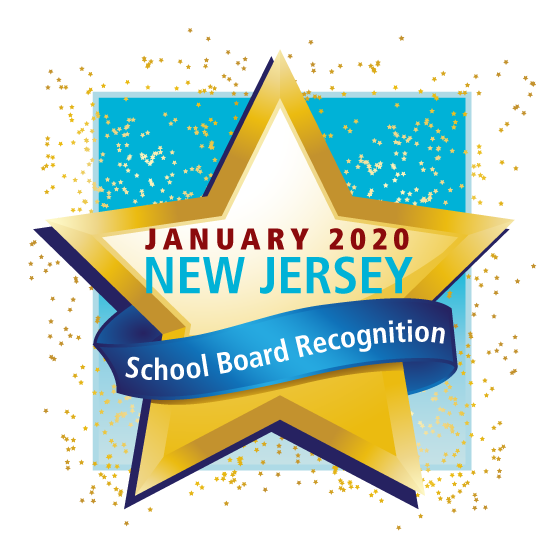 JANUARY 2020
NEW JERSEY
School Board Recognition